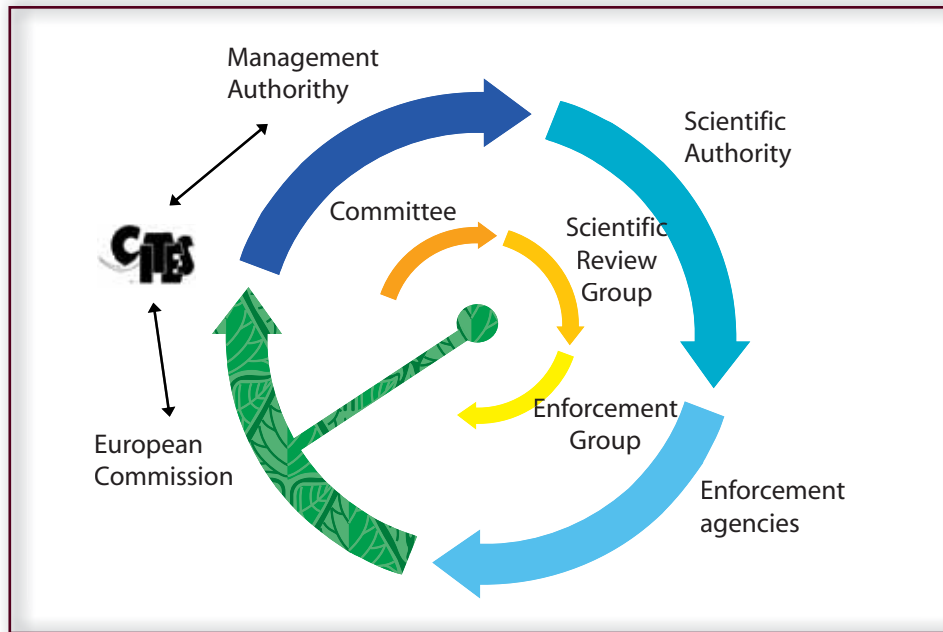 Management
Authorithy
Scientific
Authority
Committee
Scientific
Review
Group
CITES
Enforcement
Group
European
Commission
Enforcement
agencies